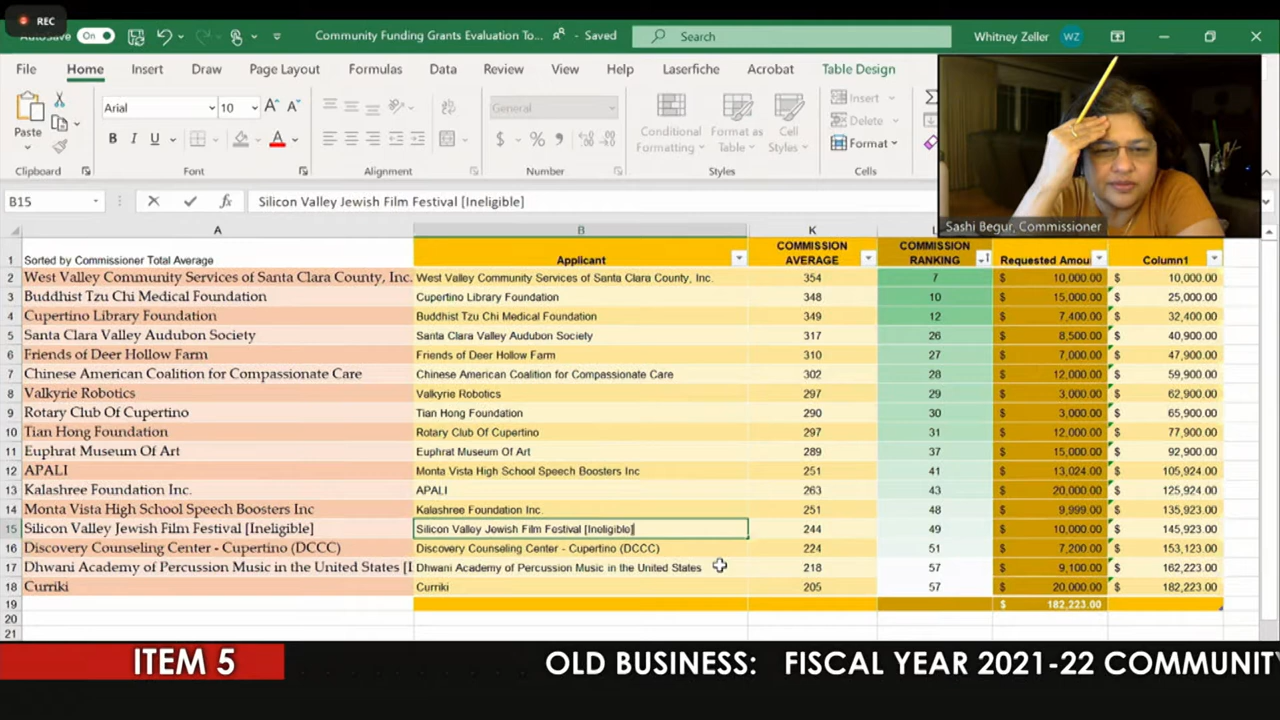 REC
AutoSave On Community Funding Grants Evaluation To... Saved Search Whitney Zeller WZ
File Home Insert Draw Page Layout Formulas Data Review View Help Laserfiche Acrobat Table Design
Paste Arial 10 A A General Conditional Formatting Format as Table Cell Styles Insert Delete Format
B I U A $ % ,
Clipboard Font Alignment Number Styles Cells
B15 fx Silicon Valley Jewish Film Festival [Ineligible]
Sashi Begur, Commissioner
A B K
1 Sorted by Commissioner Total Average Applicant COMMISSION AVERAGE COMMISSION RANKING Requested Amou Column1
2 West Valley Community Services of Santa Clara County, Inc. West Valley Community Services of Santa Clara County, Inc. 354 7 $ 10,000.00 $ 10,000.00
3 Buddhist Tzu Chi Medical Foundation Cupertino Library Foundation 348 10 $ 15,000.00 $ 25,000.00
4 Cupertino Library Foundation Buddhist Tzu Chi Medical Foundation 349 12 $ 7,400.00 $ 32,400.00
5 Santa Clara Valley Audubon Society Santa Clara Valley Audubon Society 317 26 $ 8,500.00 $ 40,900.00
6 Friends of Deer Hollow Farm Friends of Deer Hollow Farm 310 27 $ 7,000.00 $ 47,900.00
7 Chinese American Coalition for Compassionate Care Chinese American Coalition for Compassionate Care 302 28 $ 12,000.00 $ 59,900.00
8 Valkyrie Robotics Valkyrie Robotics 297 29 $ 3,000.00 $ 62,900.00
9 Rotary Club Of Cupertino Tian Hong Foundation 290 30 $ 3,000.00 $ 65,900.00
10 Tian Hong Foundation Rotary Club Of Cupertino 297 31 $ 12,000.00 $ 77,900.00
11 Euphrat Museum Of Art Euphrat Museum Of Art 289 37 $ 15,000.00 $ 92,900.00
12 APALI Monta Vista High School Speech Boosters Inc 251 41 $ 13,024.00 $ 105,924.00
13 Kalashree Foundation Inc. APALI 263 43 $ 20,000.00 $ 125,924.00
14 Monta Vista High School Speech Boosters Inc Kalashree Foundation Inc. 251 48 $ 9,999.00 $ 135,923.00
15 Silicon Valley Jewish Film Festival [Ineligible] Silicon Valley Jewish Film Festival [Ineligible] 244 49 $ 10,000.00 $ 145,923.00
16 Discovery Counseling Center - Cupertino (DCCC) Discovery Counseling Center - Cupertino (DCCC) 224 51 $ 7,200.00 $ 153,123.00
17 Dhwani Academy of Percussion Music in the United States [I Dhwani Academy of Percussion Music in the United States 218 57 $ 9,100.00 $ 162,223.00
18 Curriki Curriki 205 57 $ 20,000.00 $ 182,223.00
19 $ 182,223.00
20
21
ITEM 5 OLD BUSINESS: FISCAL YEAR 2021-22 COMMUNITY